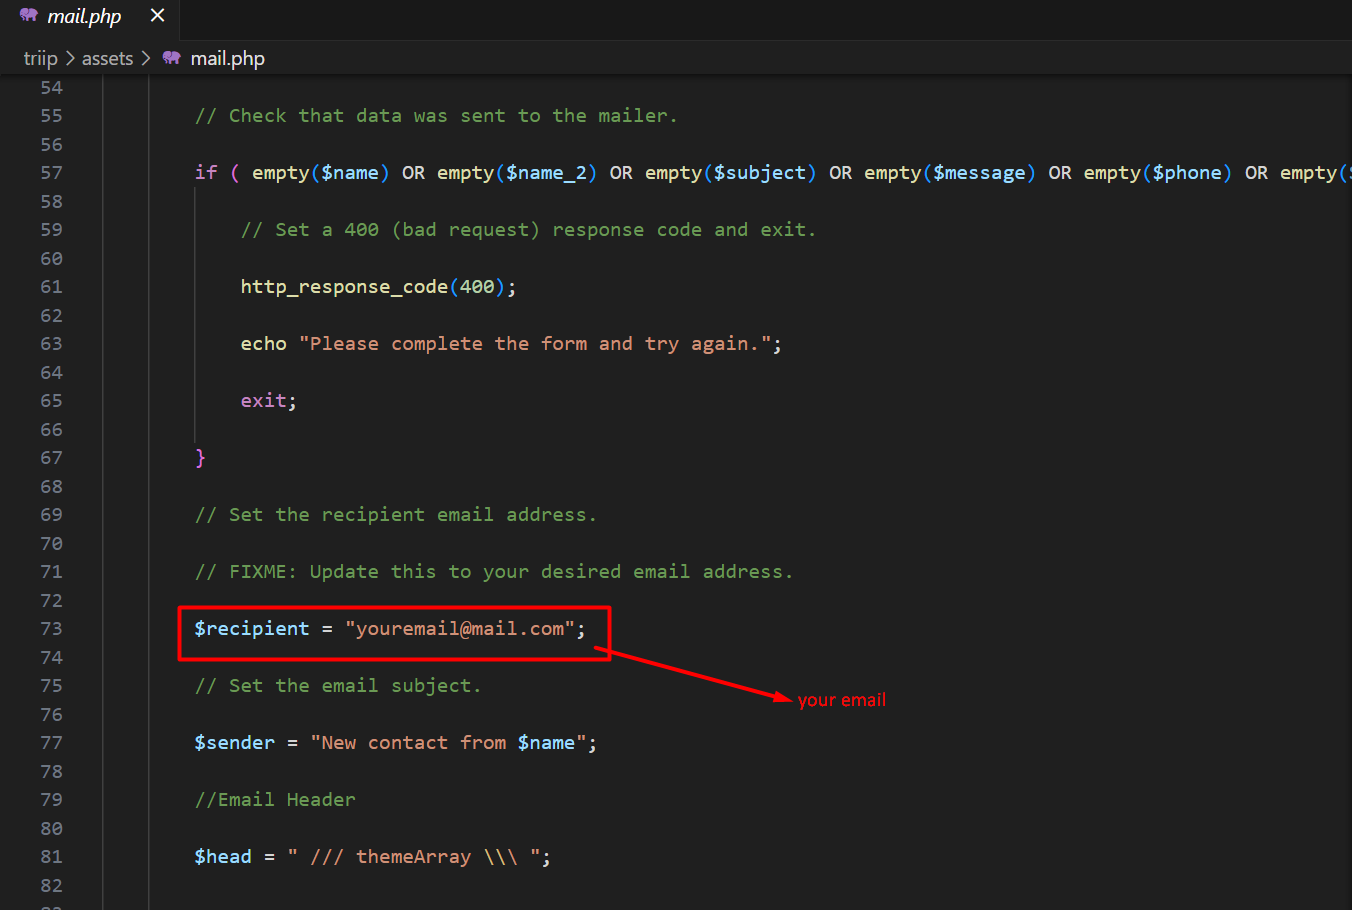 mail.php ×
triip > assets > mail.php
54
55 // Check that data was sent to the mailer.
56
57 if ( empty($name) OR empty($name_2) OR empty($subject) OR empty($message) OR empty($phone) OR empty($
58
59 // Set a 400 (bad request) response code and exit.
60
61 http_response_code(400);
62
63 echo "Please complete the form and try again.";
64
65 exit;
66
67 }
68
69 // Set the recipient email address.
70
71 // FIXME: Update this to your desired email address.
72
73 $recipient = "youremail@mail.com";
74
75 // Set the email subject.
your email
76
77 $sender = "New contact from $name";
78
79 //Email Header
80
81 $head = " /// themeArray \\\ ";
82